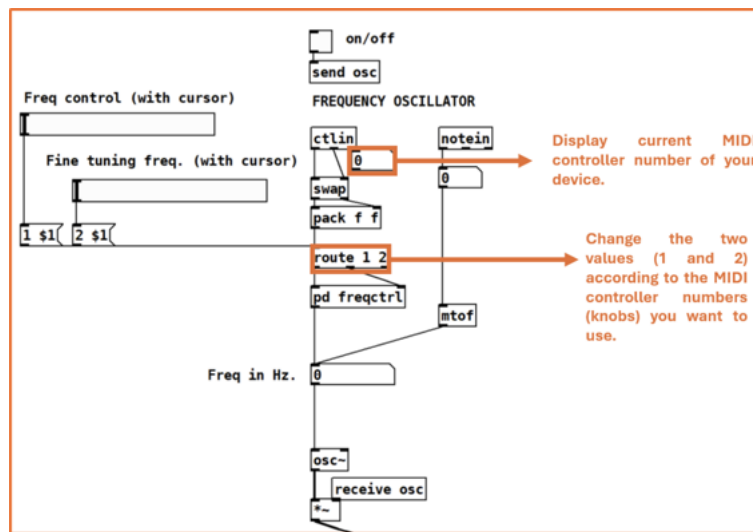 on/off
send osc
Freq control (with cursor)
FREQUENCY OSCILLATOR
ctlin
notein
0
Display current MIDI
controller number of your
device.
Fine tuning freq. (with cursor)
0
swap
pack f f
1 $1
2 $1
route 1 2
Change the two
values (1 and 2)
according to the MIDI
controller numbers
(knobs) you want to
use.
pd freqctrl
mtof
Freq in Hz.
0
osc~
receive osc
*~